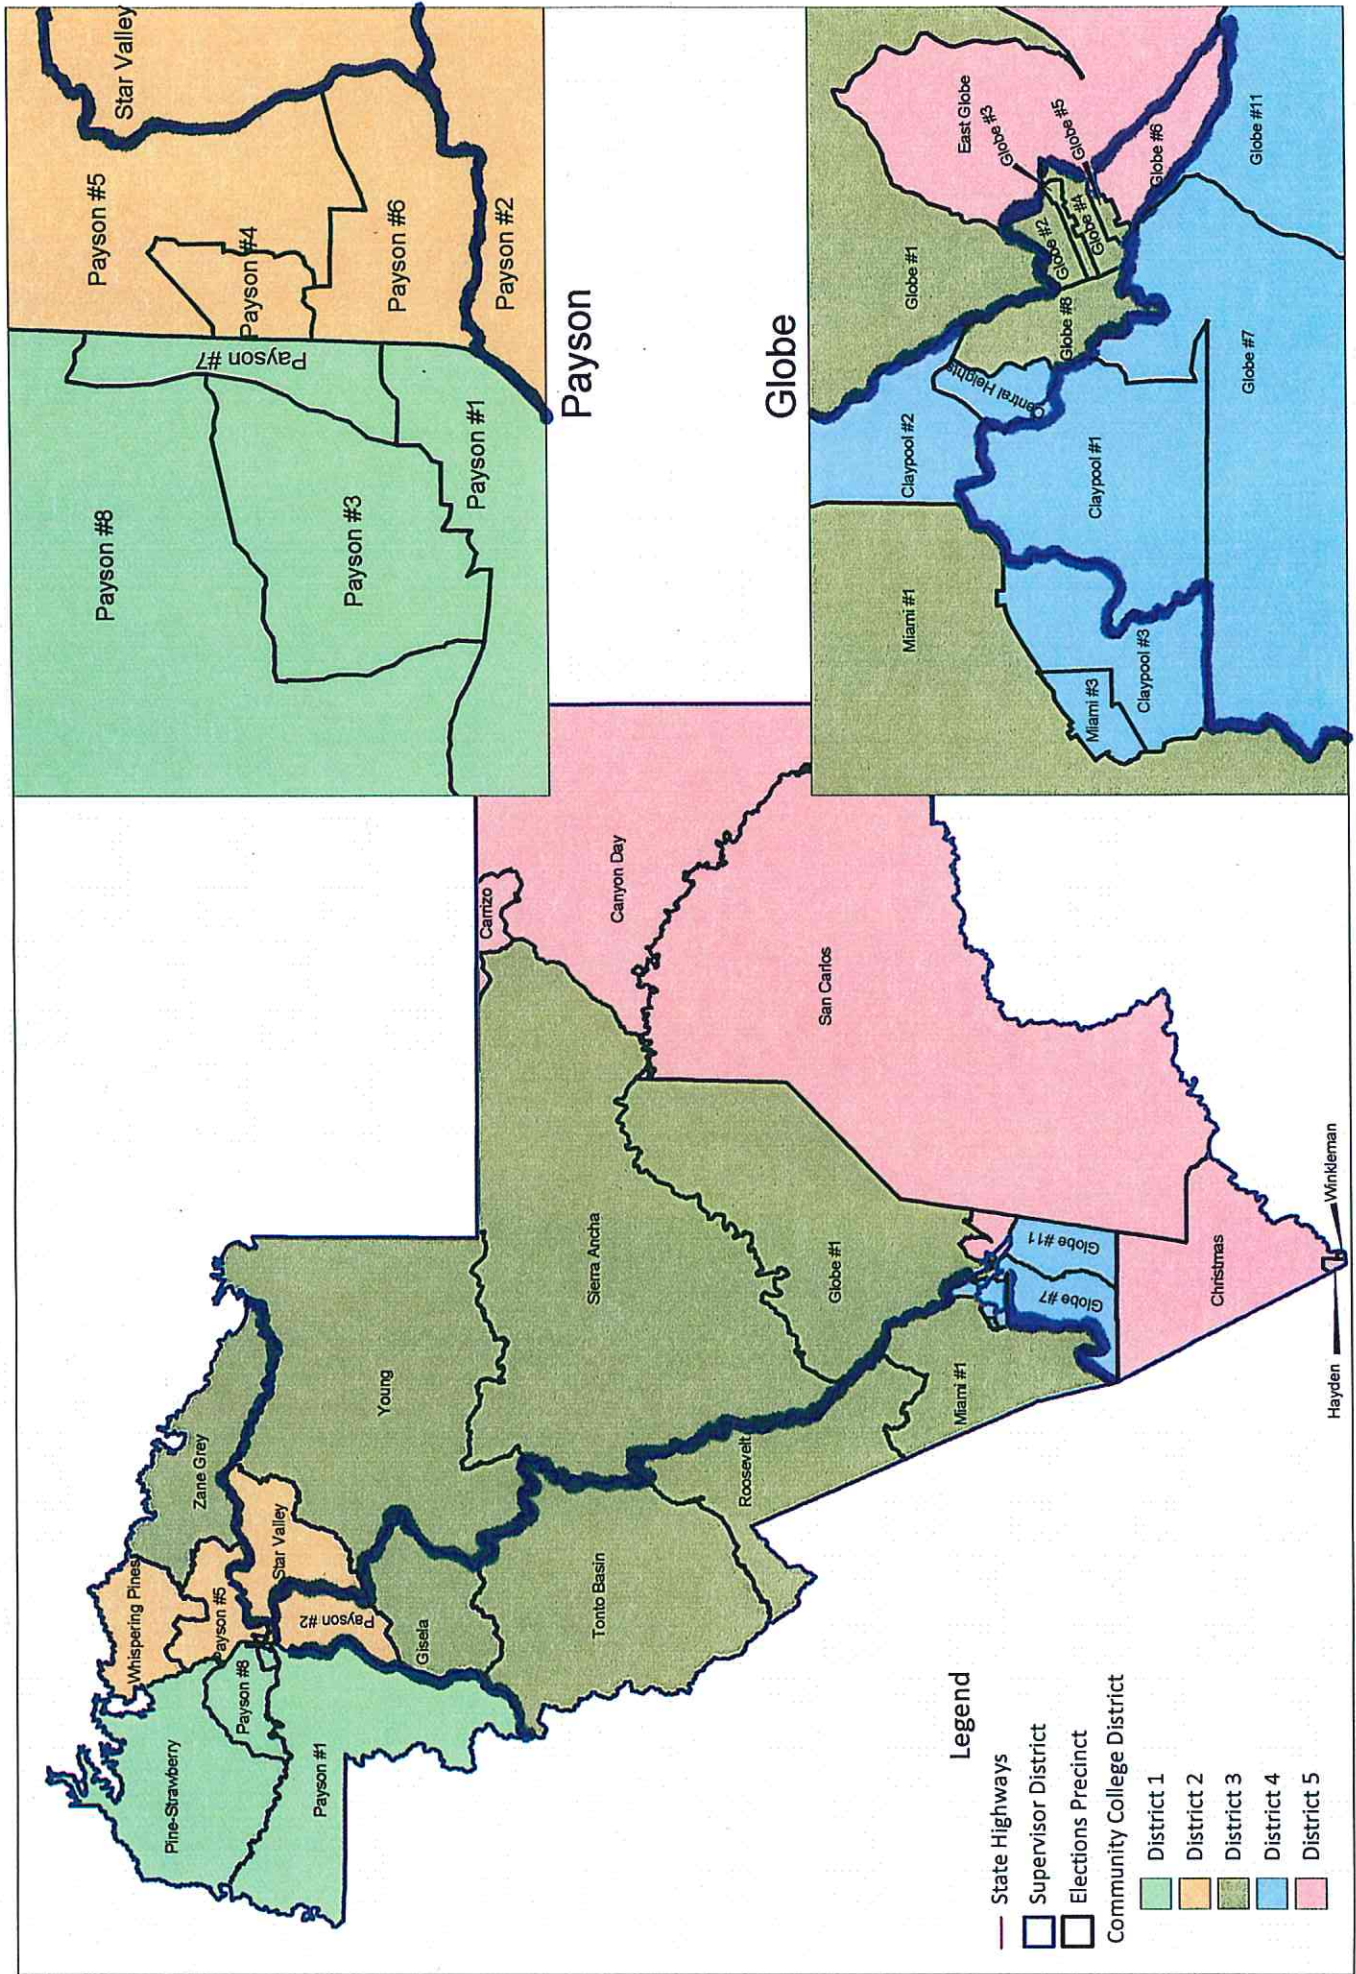 Pine-Strawberry
Whispering Pines
Zane Grey
Payson #5
Payson #8
Star Valley
Payson #2
Payson #1
Gisela
Young
Tonto Basin
Sierra Ancha
Roosevelt
Globe #1
Miami #1
Carrizo
Canyon Day
San Carlos
Globe #11
Globe #7
Christmas
Hayden
Winkleman
Legend
State Highways
Supervisor District
Elections Precinct
Community College District
District 1
District 2
District 3
District 4
District 5
Payson #8
Payson #5
Star Valley
Payson #7
Payson #4
Payson #3
Payson #6
Payson #1
Payson #2
Payson
Globe
Globe #1
East Globe
Globe #3
Globe #5
Miami #1
Claypool #2
Central Heights
Globe #8
Globe #2
Globe #4
Globe #6
Claypool #1
Miami #3
Claypool #3
Globe #7
Globe #11